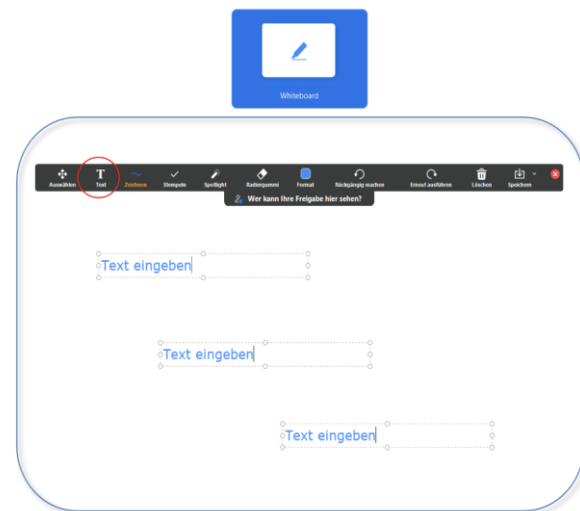 Whiteboard
Auswählen Text Zeichnen Stempeln Spotlight Radiergummi Format Rückgängig machen Erneut ausführen Löschen Speichern
Wer kann Ihre Freigabe hier sehen?
Text eingeben
Text eingeben
Text eingeben